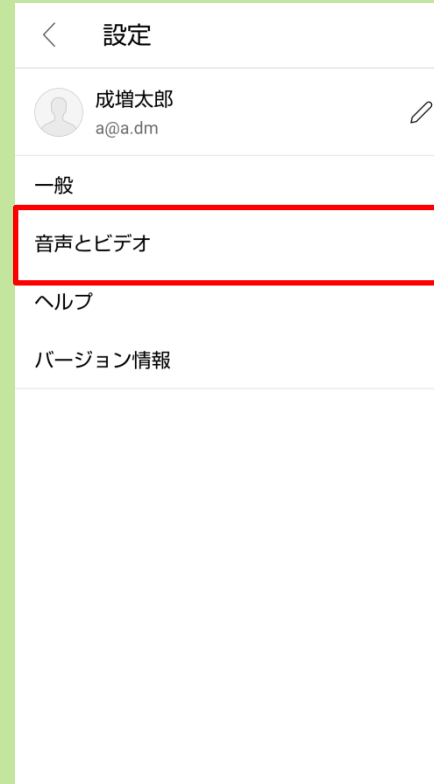 設定
成増太郎
a@a.dm
一般
音声とビデオ
ヘルプ
バージョン情報